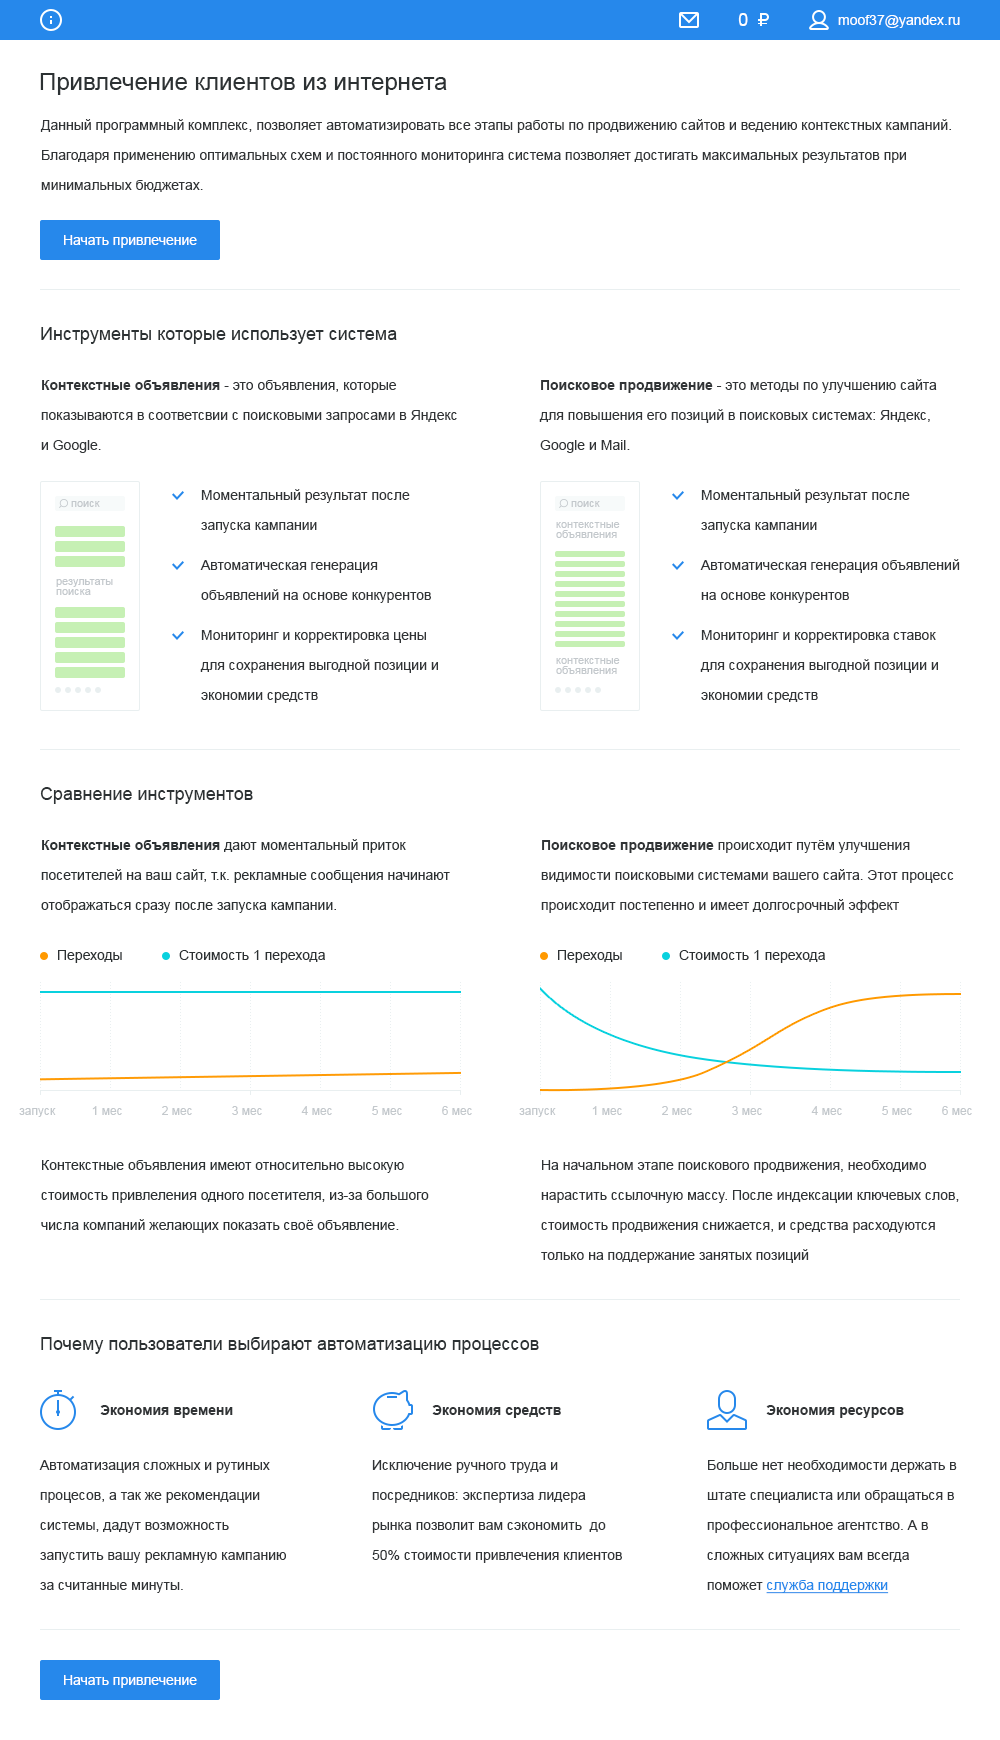 0 ₽ moof37@yandex.ru
Привлечение клиентов из интернета
Данный программный комплекс, позволяет автоматизировать все этапы работы по продвижению сайтов и ведению контекстных кампаний.
Благодаря применению оптимальных схем и постоянного мониторинга система позволяет достигать максимальных результатов при
минимальных бюджетах.
Начать привлечение
Инструменты которые использует система
Контекстные объявления - это объявления, которые
показываются в соответсвии с поисковыми запросами в Яндекс
и Google.
поиск
результаты
поиска
Моментальный результат после
запуска кампании
Автоматическая генерация
объявлений на основе конкурентов
Мониторинг и корректировка цены
для сохранения выгодной позиции и
экономии средств
Поисковое продвижение - это методы по улучшению сайта
для повышения его позиций в поисковых системах: Яндекс,
Google и Mail.
поиск
контекстные
объявления
контекстные
объявления
Моментальный результат после
запуска кампании
Автоматическая генерация объявлений
на основе конкурентов
Мониторинг и корректировка ставок
для сохранения выгодной позиции и
экономии средств
Сравнение инструментов
Контекстные объявления дают моментальный приток
посетителей на ваш сайт, т.к. рекламные сообщения начинают
отображаться сразу после запуска кампании.
Переходы Стоимость 1 перехода
запуск 1 мес 2 мес 3 мес 4 мес 5 мес 6 мес
Контекстные объявления имеют относительно высокую
стоимость привлеления одного посетителя, из-за большого
числа компаний желающих показать своё объявление.
Поисковое продвижение происходит путём улучшения
видимости поисковыми системами вашего сайта. Этот процесс
происходит постепенно и имеет долгосрочный эффект
Переходы Стоимость 1 перехода
запуск 1 мес 2 мес 3 мес 4 мес 5 мес 6 мес
На начальном этапе поискового продвижения, необходимо
нарастить ссылочную массу. После индексации ключевых слов,
стоимость продвижения снижается, и средства расходуются
только на поддержание занятых позиций
Почему пользователи выбирают автоматизацию процессов
Экономия времени
Автоматизация сложных и рутиных
процесов, а так же рекомендации
системы, дадут возможность
запустить вашу рекламную кампанию
за считанные минуты.
Экономия средств
Исключение ручного труда и
посредников: экспертиза лидера
рынка позволит вам сэкономить до
50% стоимости привлечения клиентов
Экономия ресурсов
Больше нет необходимости держать в
штате специалиста или обращаться в
профессиональное агентство. А в
сложных ситуациях вам всегда
поможет служба поддержки
Начать привлечение